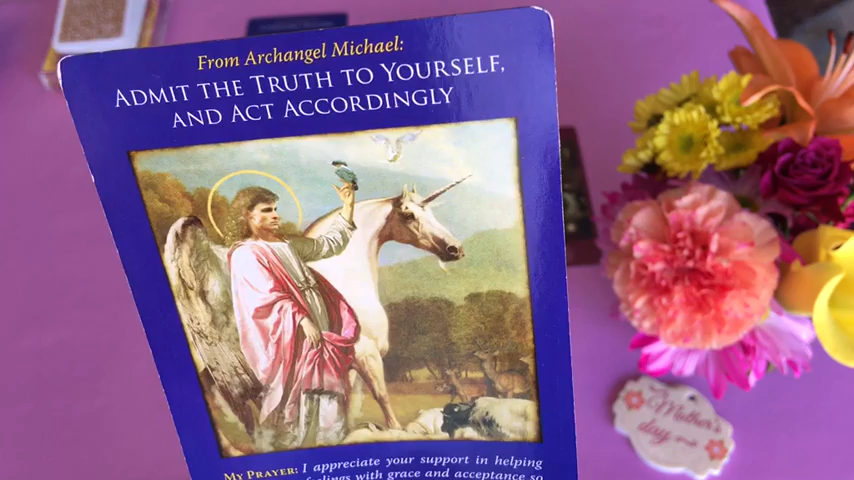 From Archangel Michael:
Admit the Truth to Yourself,
and Act Accordingly
My Prayer: I appreciate your support in helping
feelings with grace and acceptance so
Mother's
day